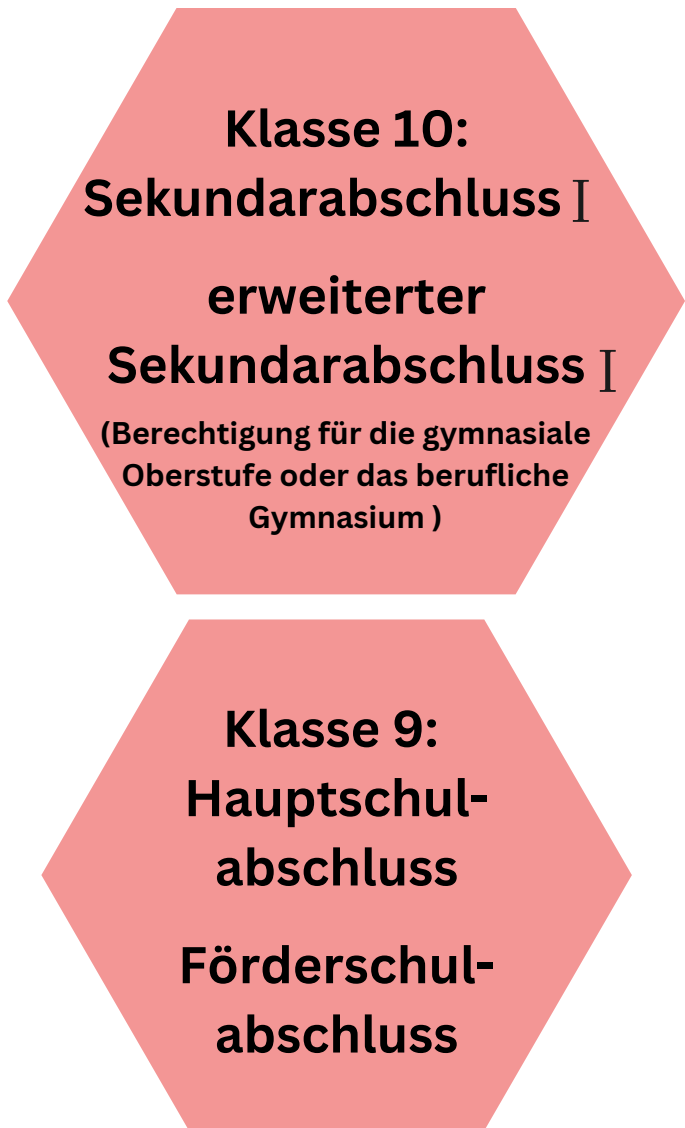 Klasse 10:
Sekundarabschluss I
erweiterter
Sekundarabschluss I
(Berechtigung für die gymnasiale
Oberstufe oder das berufliche
Gymnasium )
Klasse 9:
Hauptschul-
abschluss
Förderschul-
abschluss